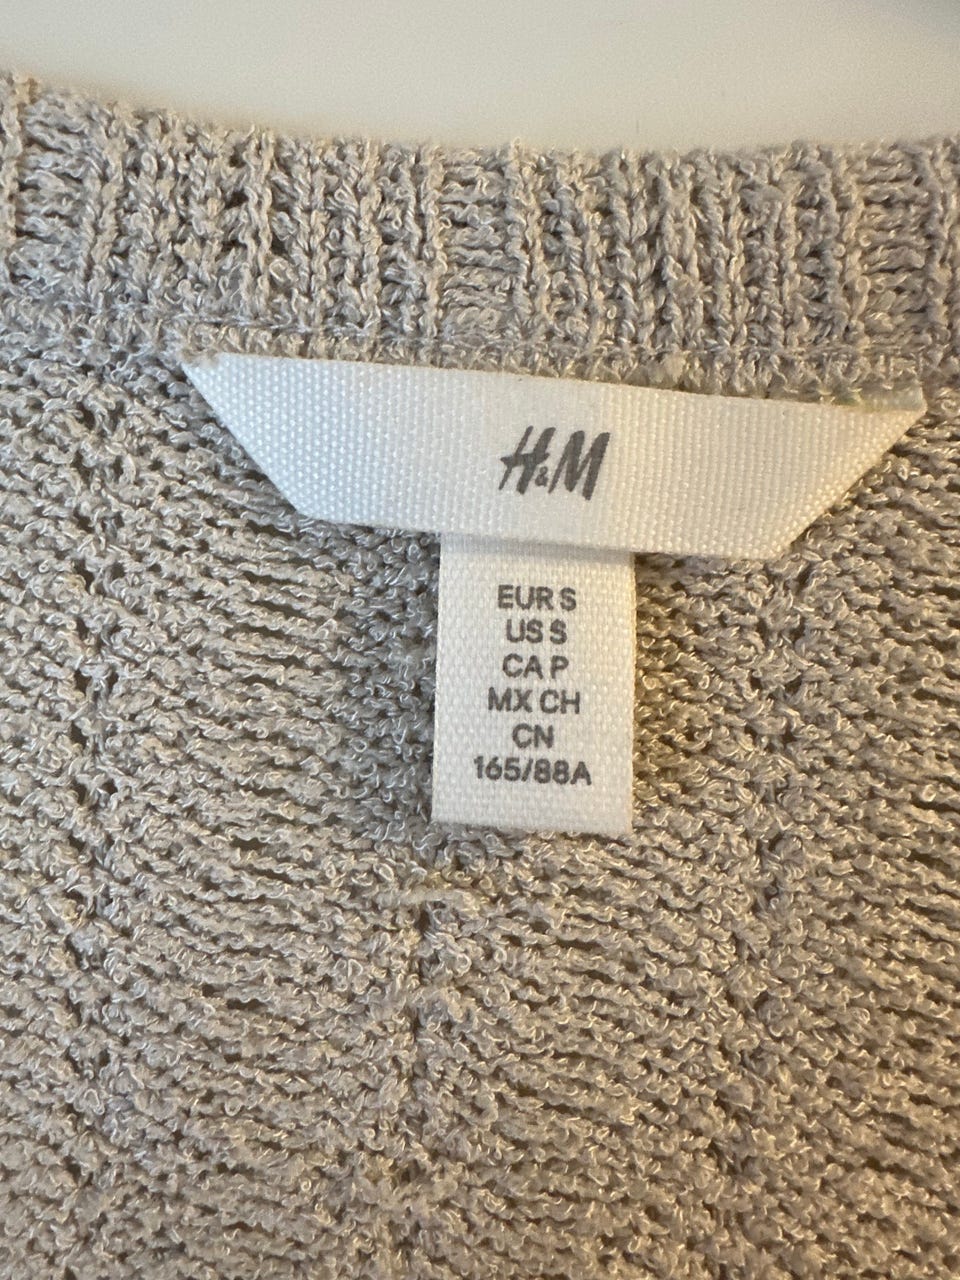 H&M
EUR S
US S
CA P
MX CH
CN
165/88A